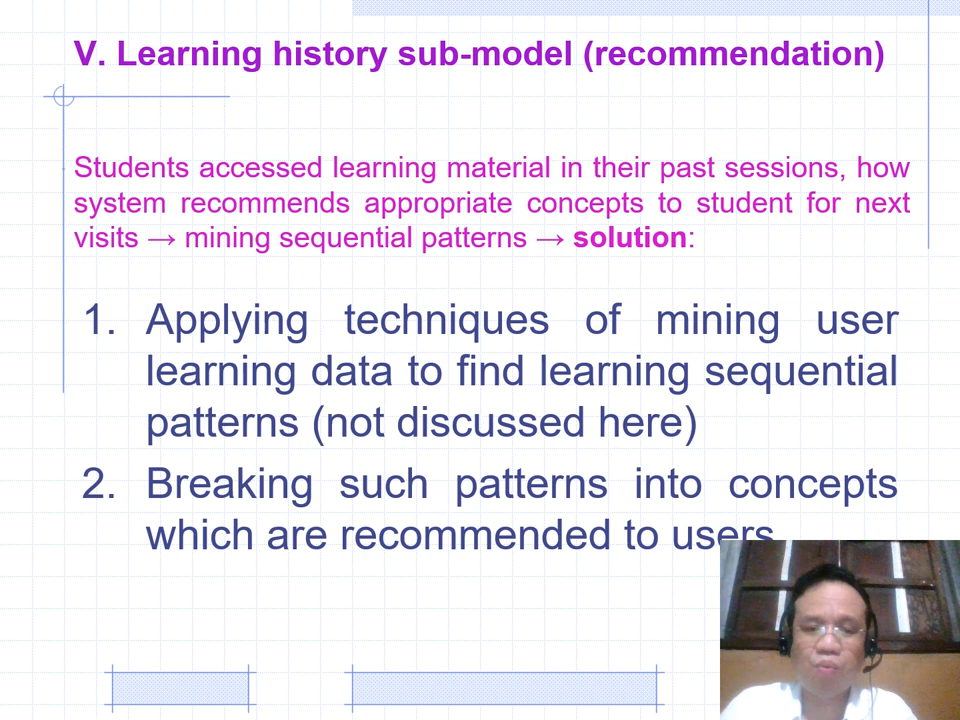 V. Learning history sub-model (recommendation)
Students accessed learning material in their past sessions, how
system recommends appropriate concepts to student for next
visits → mining sequential patterns → solution:
1. Applying techniques of mining user
learning data to find learning sequential
patterns (not discussed here)
2. Breaking such patterns into concepts
which are recommended to users